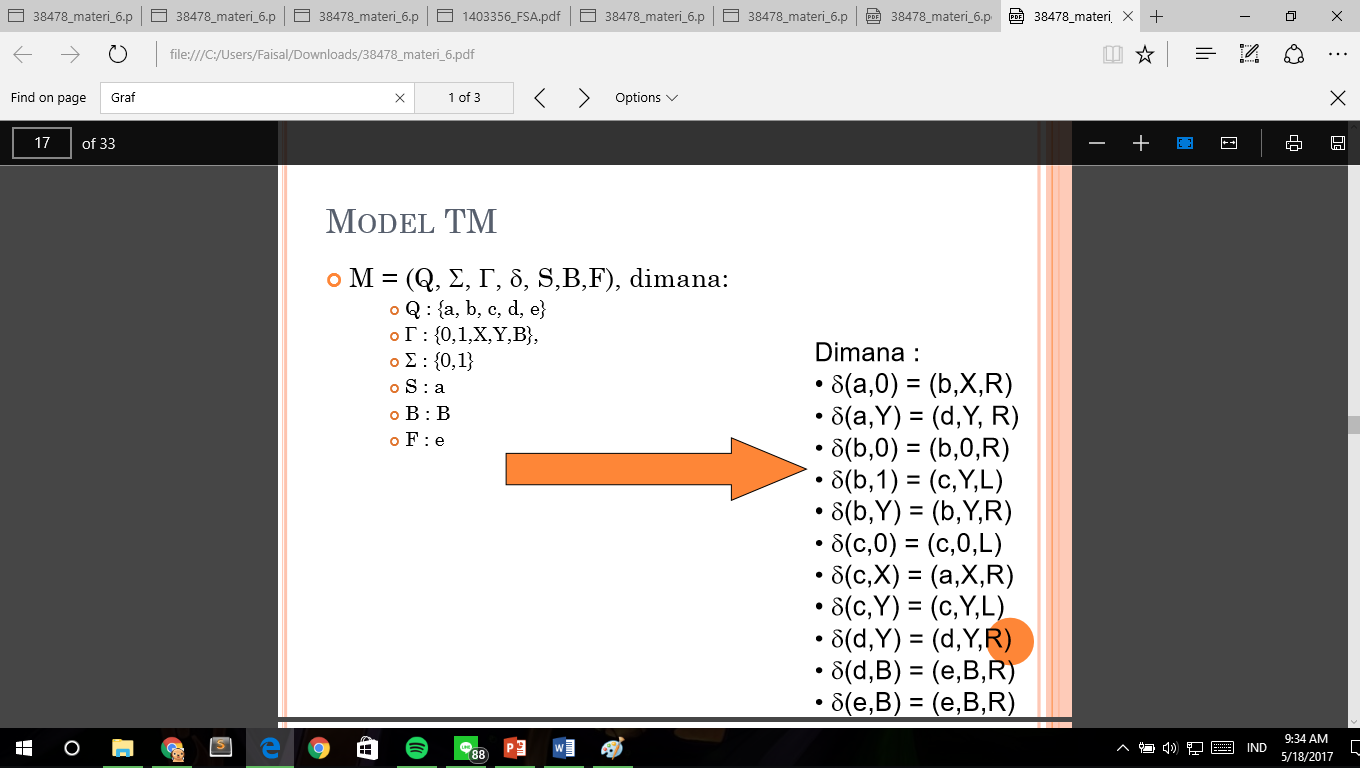 38478_materi_6.p
38478_materi_6.p
38478_materi_6.p
1403356_FSA.pdf
38478_materi_6.p
38478_materi_6.p
38478_materi_6.p
38478_materi_
file:///C:/Users/Faisal/Downloads/38478_materi_6.pdf
Find on page
Graf
1 of 3
Options
17 of 33
MODEL TM
M = (Q, Σ, Γ, δ, S,B,F), dimana:
Q : {a, b, c, d, e}
Γ : {0,1,X,Y,B},
Σ : {0,1}
S : a
B : B
F : e
Dimana :
• δ(a,0) = (b,X,R)
• δ(a,Y) = (d,Y, R)
• δ(b,0) = (b,0,R)
• δ(b,1) = (c,Y,L)
• δ(b,Y) = (b,Y,R)
• δ(c,0) = (c,0,L)
• δ(c,X) = (a,X,R)
• δ(c,Y) = (c,Y,L)
• δ(d,Y) = (d,Y,R)
• δ(d,B) = (e,B,R)
• δ(e,B) = (e,B,R)
88
IND
9:34 AM
5/18/2017